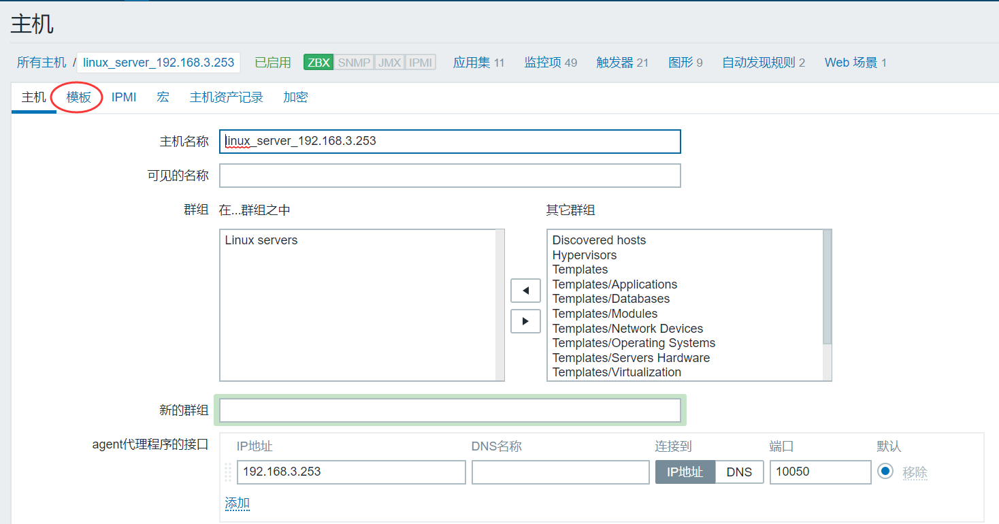 主机
所有主机 / linux_server_192.168.3.253 已启用 ZBX SNMP JMX IPMI 应用集 11 监控项 49 触发器 21 图形 9 自动发现规则 2 Web 场景 1
主机 模板 IPMI 宏 主机资产记录 加密
主机名称 linux_server_192.168.3.253
可见的名称
群组 在...群组之中 其它群组
Linux servers
Discovered hosts
Hypervisors
Templates
Templates/Applications
Templates/Databases
Templates/Modules
Templates/Network Devices
Templates/Operating Systems
Templates/Servers Hardware
Templates/Virtualization
新的群组
agent代理程序的接口 IP地址 DNS名称 连接到 端口 默认
192.168.3.253 IP地址 DNS 10050 移除
添加